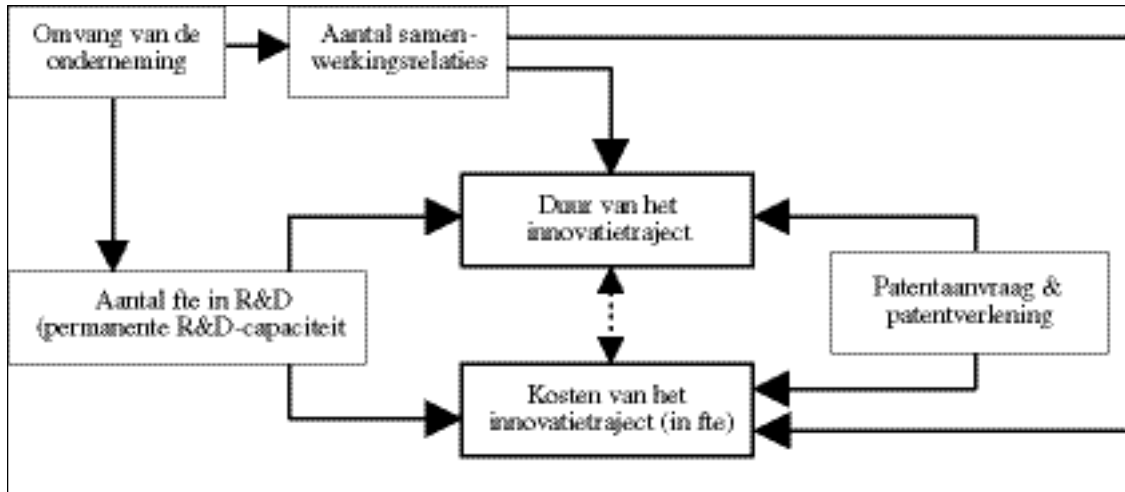 Omvang van de
onderneming
Aantal samen-
werkingsrelaties
Duur van het
innovatietraject
Aantal fte in R&D
(permanente R&D-capaciteit
Patentaanvraag &
patentverlening
Kosten van het
innovatietraject (in fte)